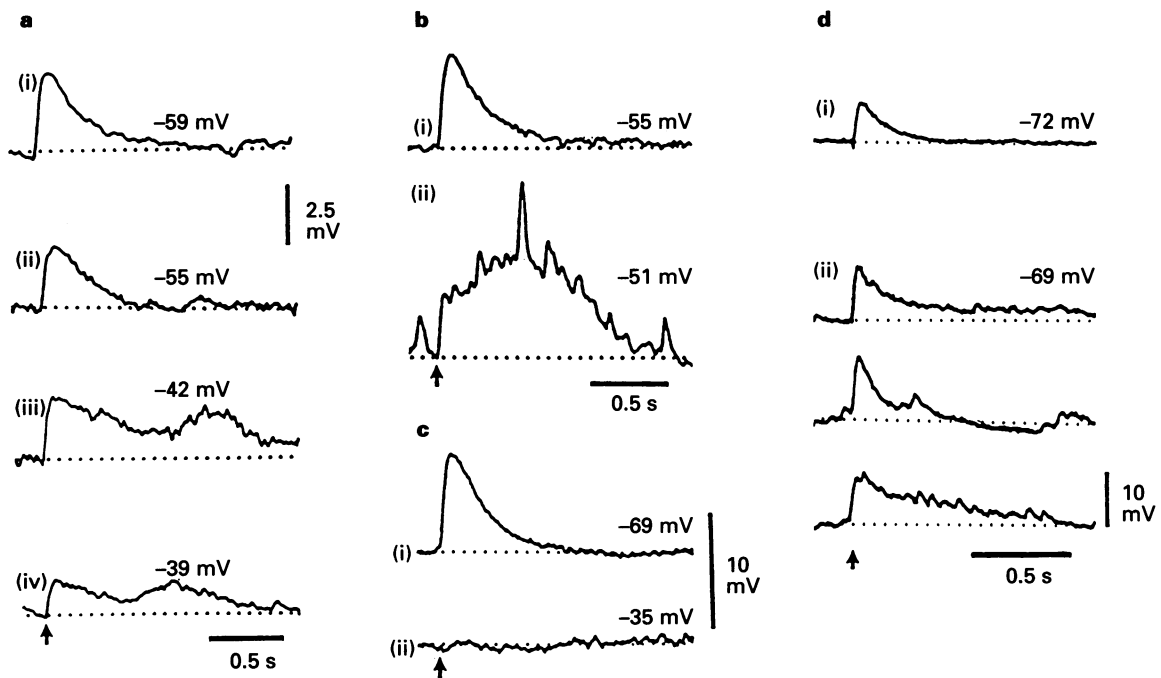 a
(i)
−59 mV
2.5
mV
(ii)
−55 mV
(iii)
−42 mV
(iv)
−39 mV
0.5 s
b
(i)
−55 mV
(ii)
−51 mV
0.5 s
c
(i)
−69 mV
10
mV
(ii)
−35 mV
d
(i)
−72 mV
(ii)
−69 mV
10
mV
0.5 s